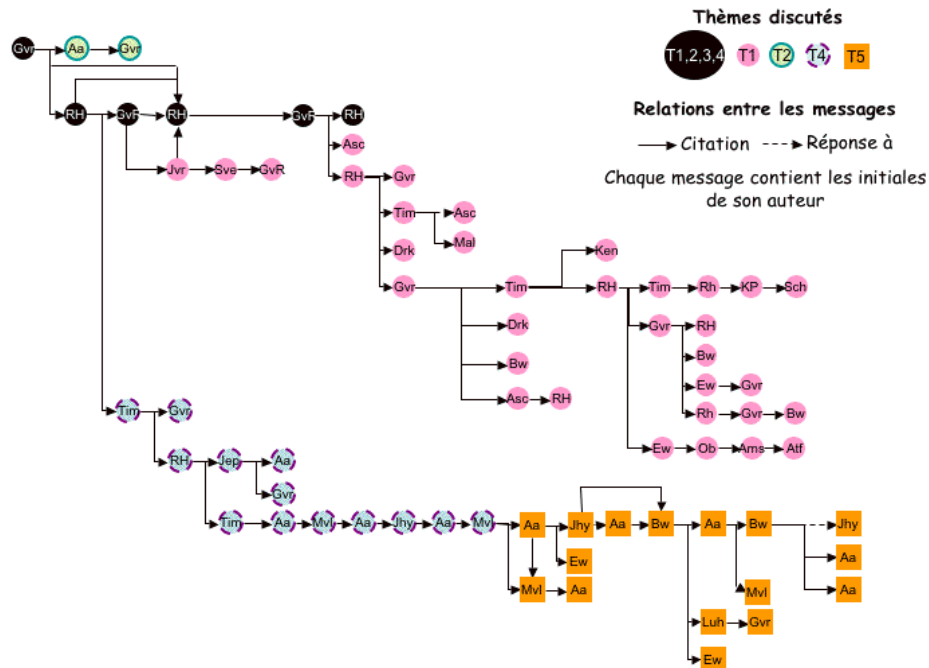 Thèmes discutés
T1,2,3,4 T1 T2 T4 T5
Relations entre les messages
Citation Réponse à
Chaque message contient les initiales
de son auteur
Gvr Aa Gvr
RH GvR RH GvR RH
Asc
Jvr Sve GvR RH Gvr
Tim Asc
Mal
Drk Ken
Gvr Tim RH Tim Rh KP Sch
Drk Gvr RH
Bw Bw
Ew Gvr
Asc RH
Tim Gvr Rh Gvr Bw
Ew Ob Ams Atf
RH Jep Aa
Gvr
Tim Aa Mvl Aa Jhy Aa Mvl Aa Jhy Aa Bw Aa Bw Jhy
Ew Aa
Mvl Aa Mvl Aa
Luh Gvr
Ew